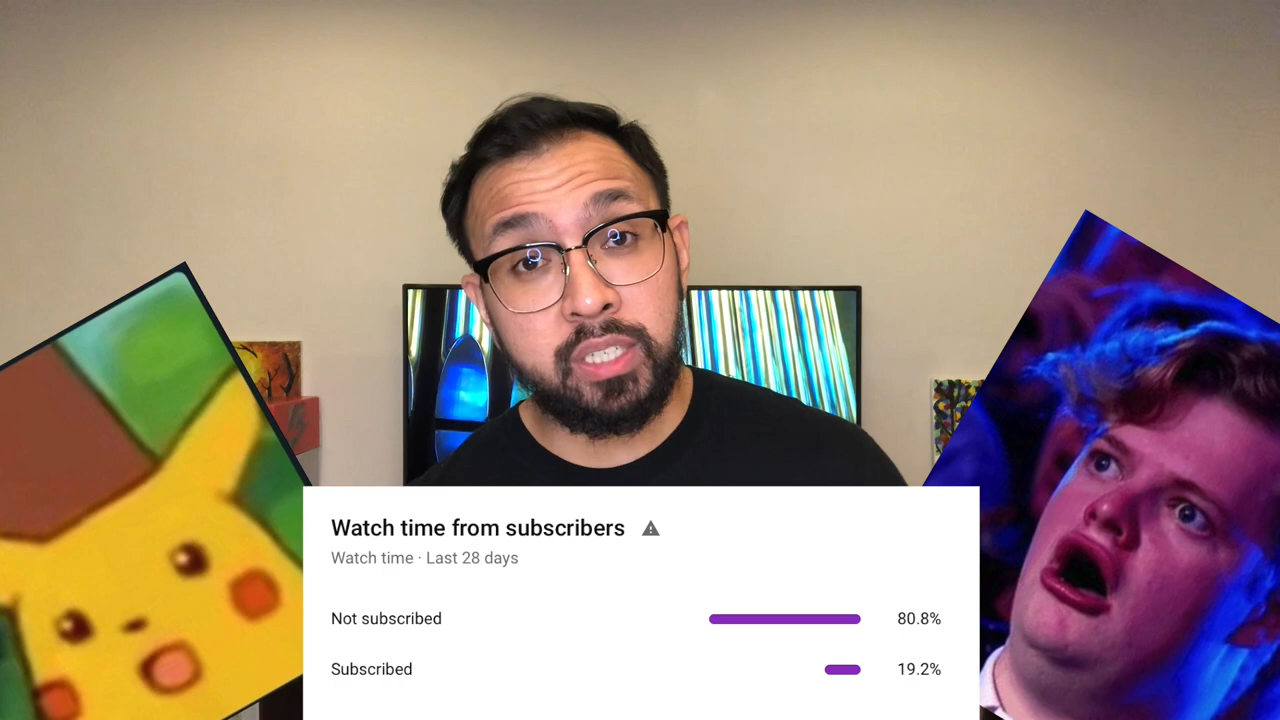 Watch time from subscribers
Watch time · Last 28 days
Not subscribed 80.8%
Subscribed 19.2%